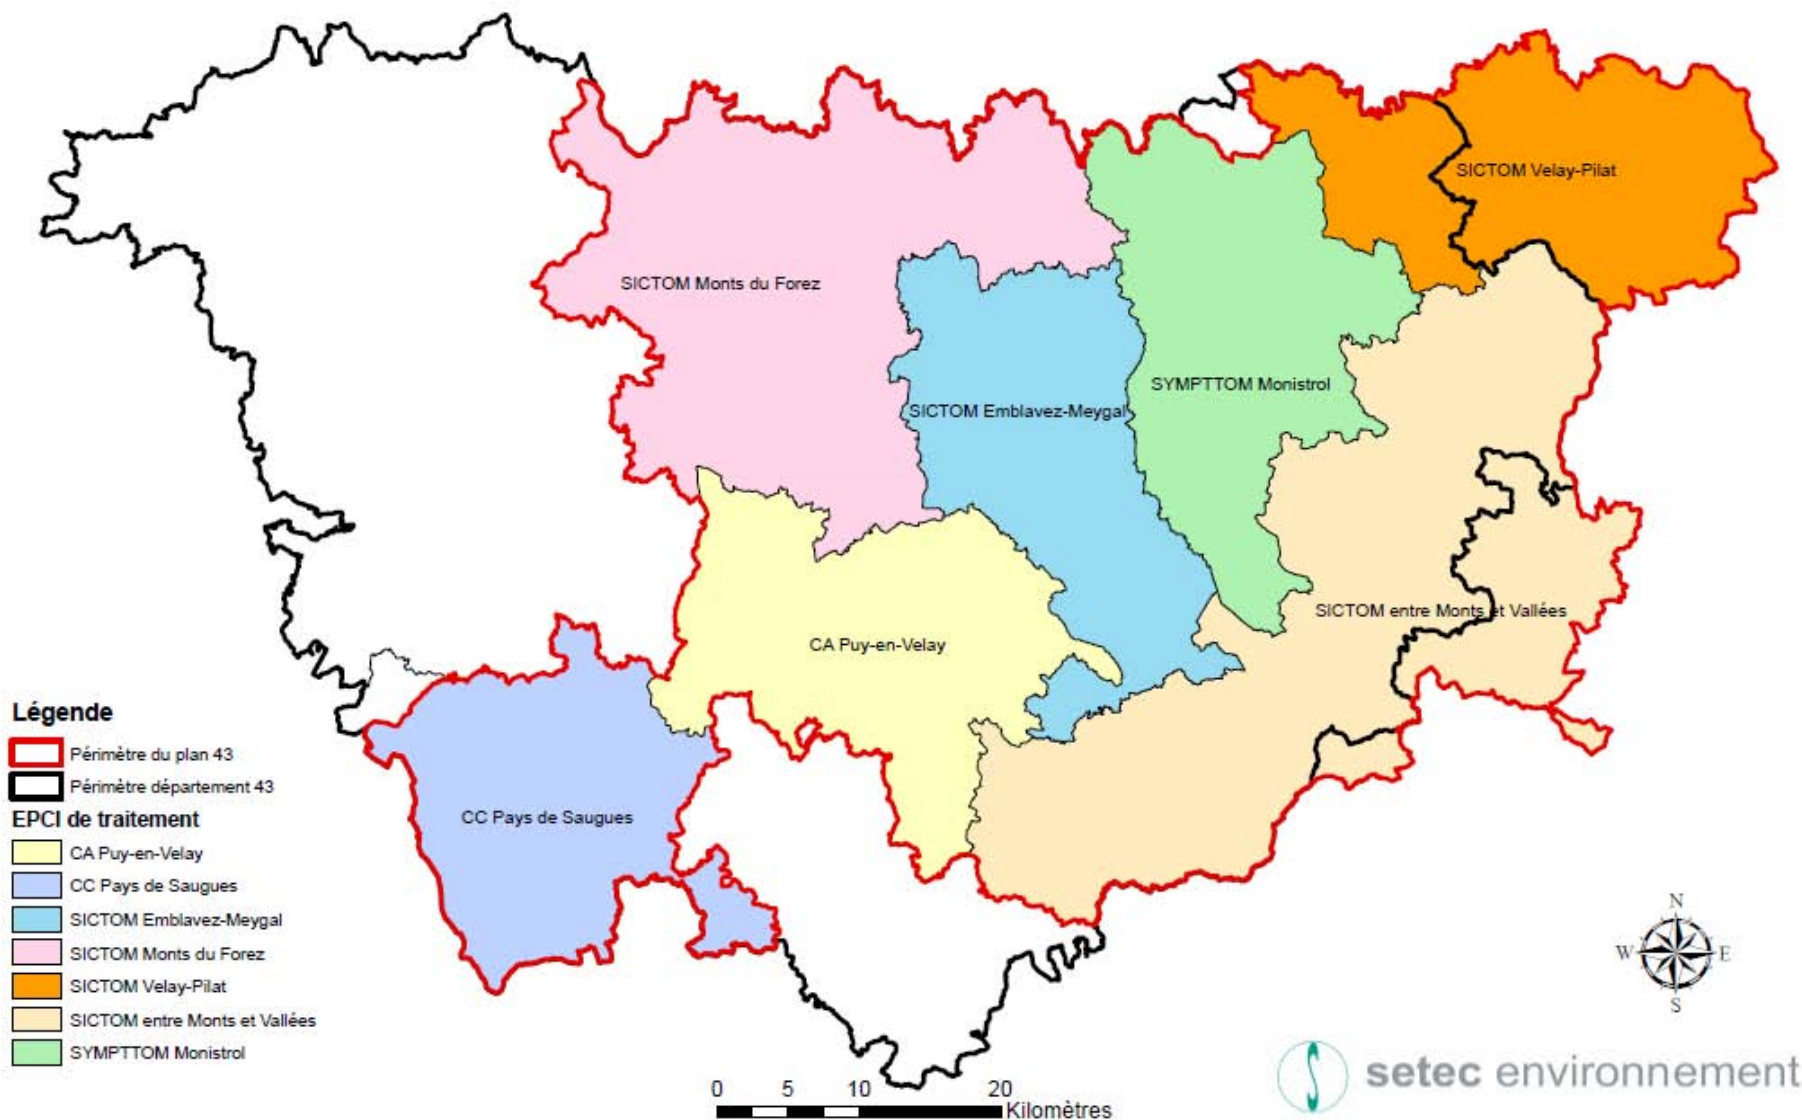 SICTOM Velay-Pilat
SICTOM Monts du Forez
SYMPTTOM Monistrol
SICTOM Emblavez-Meygal
SICTOM entre Monts et Vallées
CA Puy-en-Velay
CC Pays de Saugues
Légende
Périmètre du plan 43
Périmètre département 43
EPCI de traitement
CA Puy-en-Velay
CC Pays de Saugues
SICTOM Emblavez-Meygal
SICTOM Monts du Forez
SICTOM Velay-Pilat
SICTOM entre Monts et Vallées
SYMPTTOM Monistrol
N
W E
S
0 5 10 20
Kilomètres
setec environnement